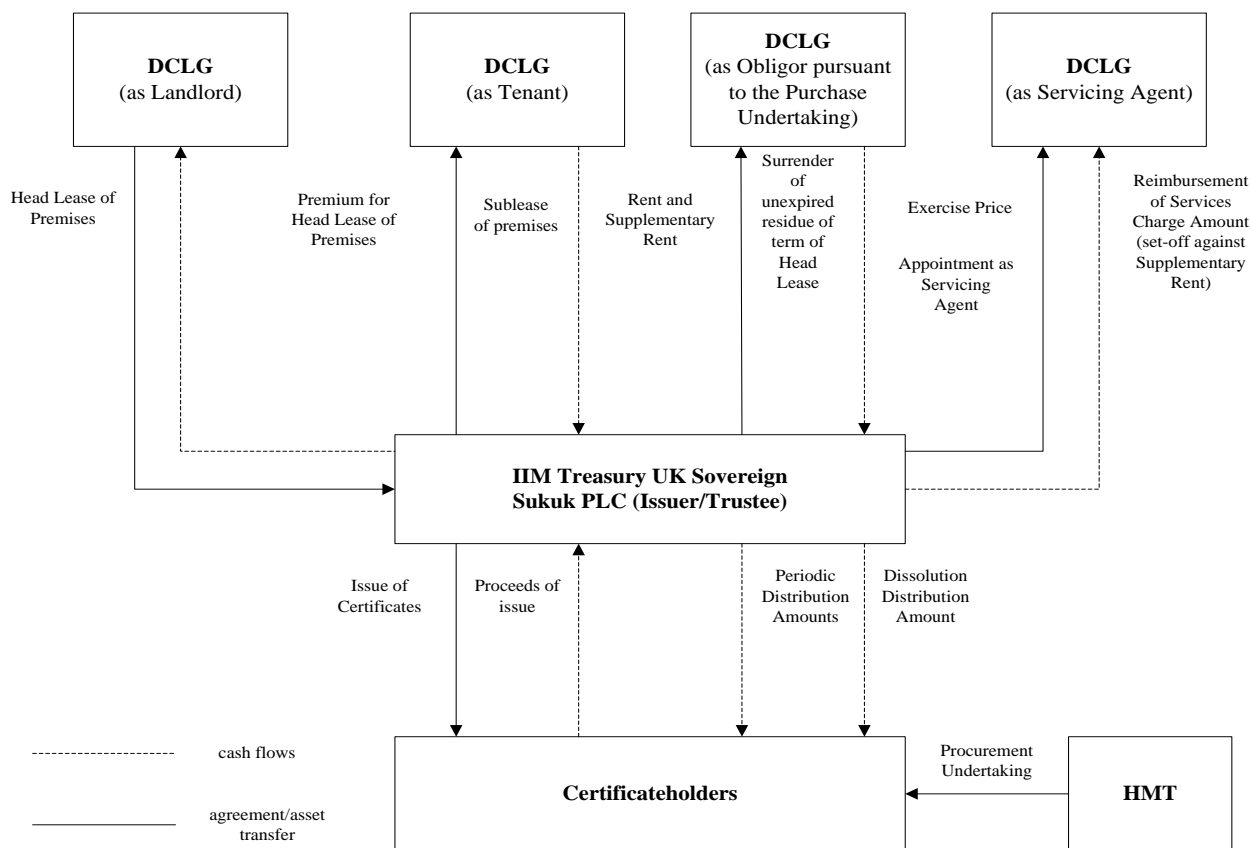 DCLG
(as Landlord)
DCLG
(as Tenant)
DCLG
(as Obligor pursuant
to the Purchase
Undertaking)
DCLG
(as Servicing Agent)
Head Lease of
Premises
Premium for
Head Lease of
Premises
Sublease
of premises
Rent and
Supplementary
Rent
Surrender
of
unexpired
residue of
term of
Head
Lease
Exercise Price
Appointment as
Servicing
Agent
Reimbursement
of Services
Charge Amount
(set-off against
Supplementary
Rent)
IIM Treasury UK Sovereign
Sukuk PLC (Issuer/Trustee)
Issue of
Certificates
Proceeds of
issue
Periodic
Distribution
Amounts
Dissolution
Distribution
Amount
cash flows
agreement/asset
transfer
Certificateholders
Procurement
Undertaking
HMT